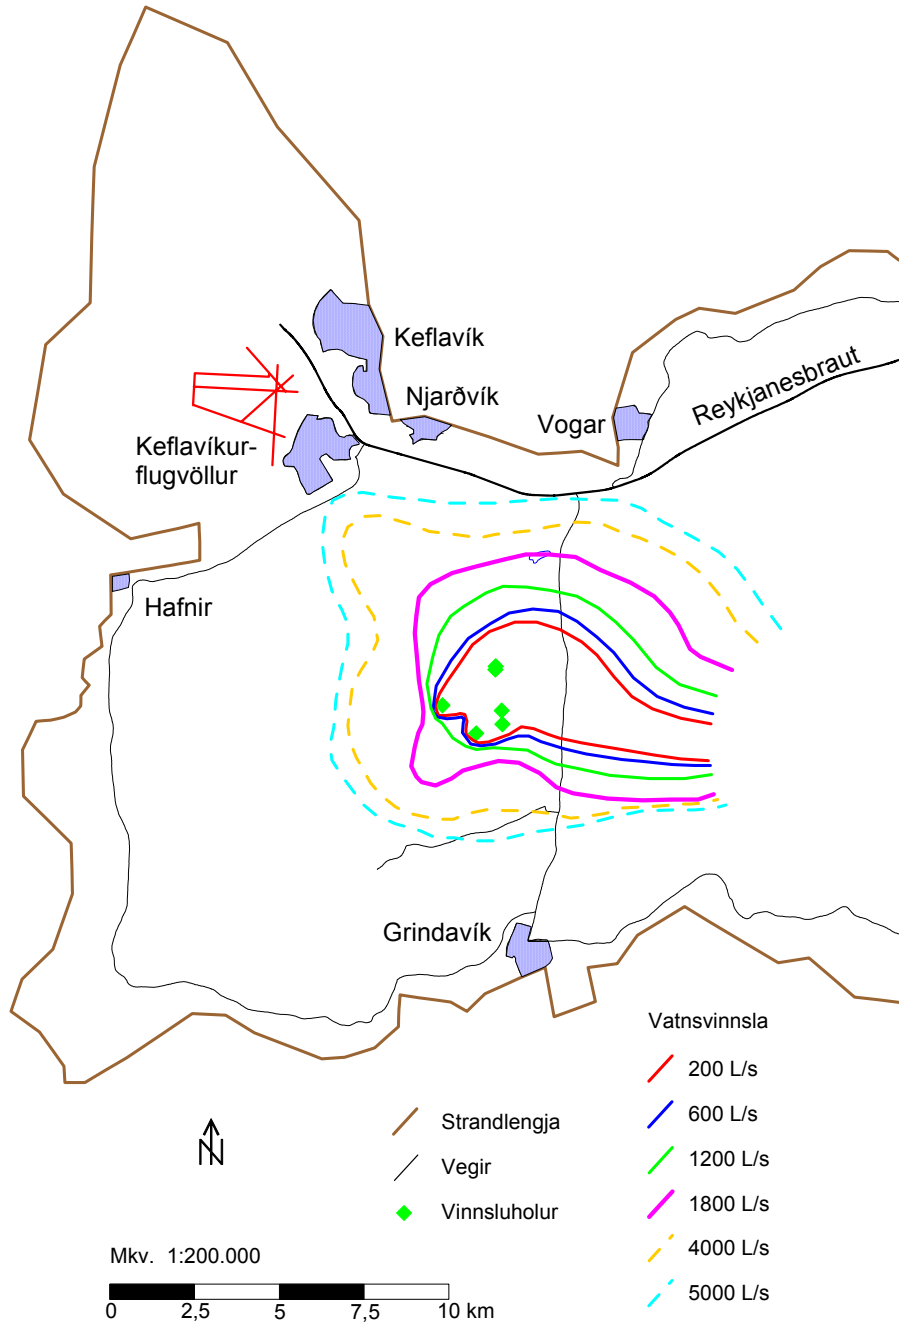 Keflavík
Njarðvík
Vogar
Reykjanesbraut
Keflavíkur-
flugvöllur
Hafnir
Grindavík
Vatnsvinnsla
200 L/s
600 L/s
1200 L/s
1800 L/s
4000 L/s
5000 L/s
Strandlengja
Vegir
Vinnsluholur
N
Mkv. 1:200.000
0 2,5 5 7,5 10 km